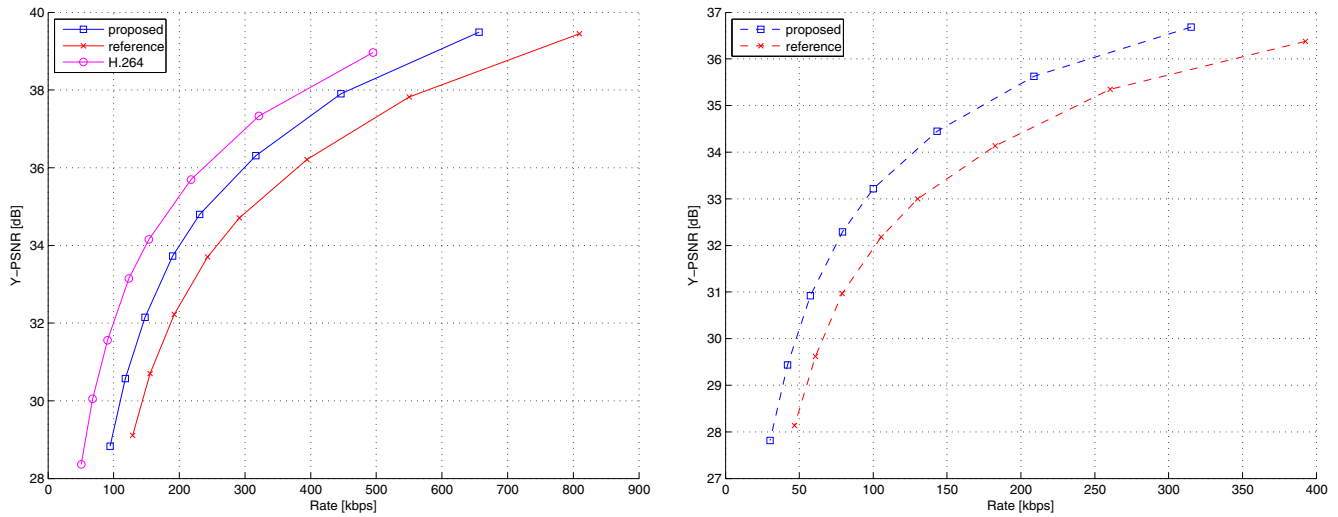 40
38
36
34
32
30
28
Y−PSNR [dB]
proposed
reference
H.264
0 100 200 300 400 500 600 700 800 900
Rate [kbps]
37
36
35
34
33
32
31
30
29
28
27
Y−PSNR [dB]
proposed
reference
0 50 100 150 200 250 300 350 400
Rate [kbps]